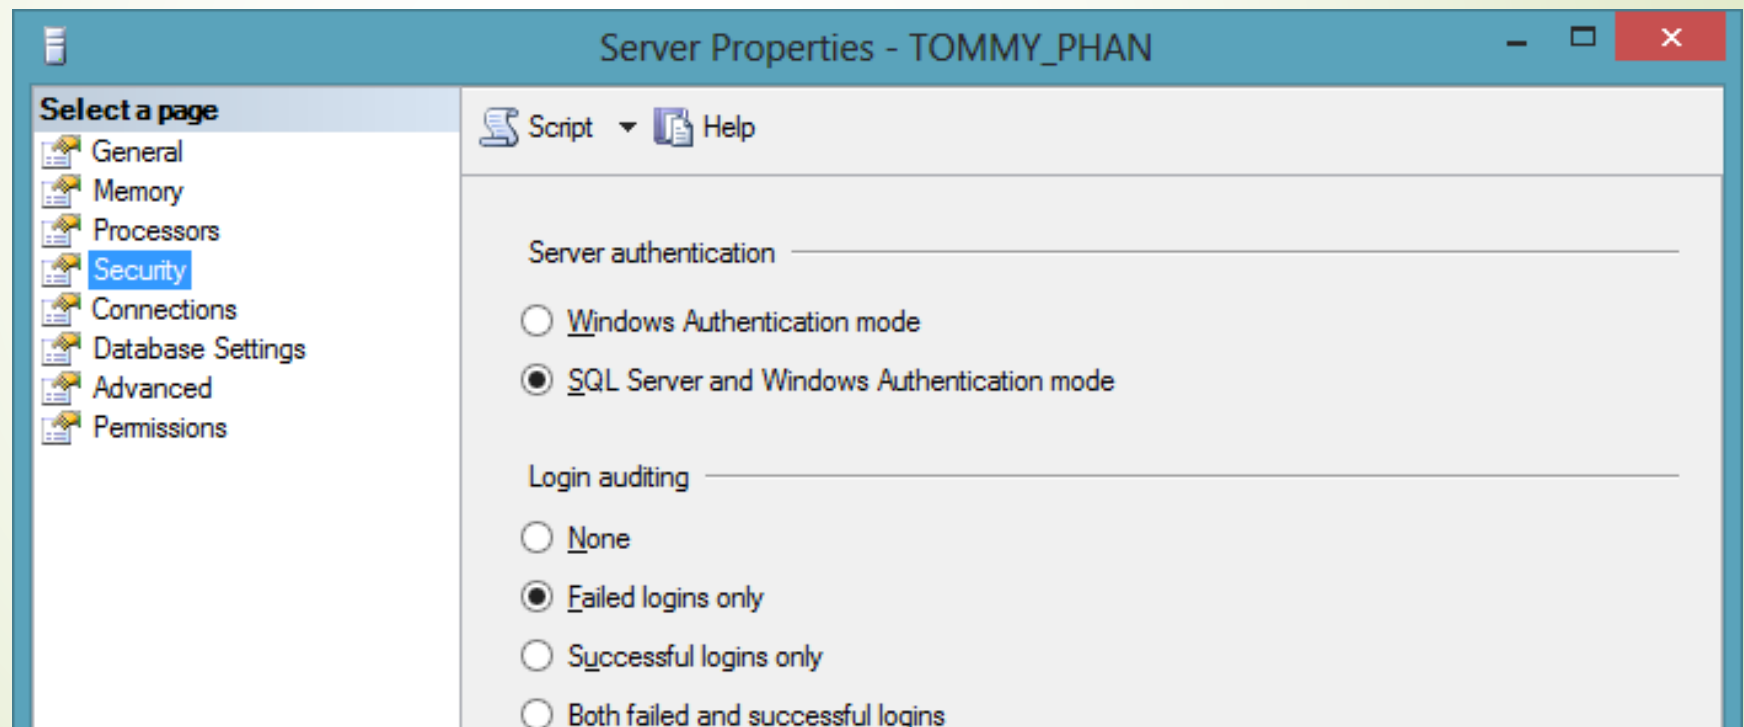 Server Properties - TOMMY_PHAN
Select a page
General
Memory
Processors
Security
Connections
Database Settings
Advanced
Permissions
Script
Help
Server authentication
Windows Authentication mode
SQL Server and Windows Authentication mode
Login auditing
None
Failed logins only
Successful logins only
Both failed and successful logins